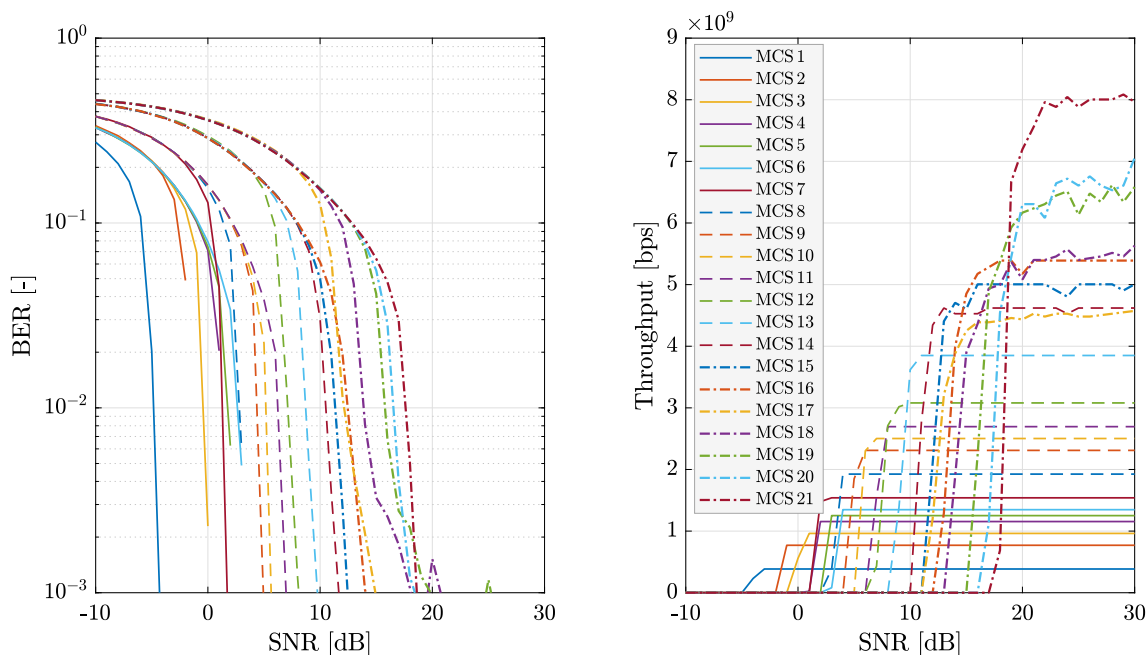 10^0
10^-1
10^-2
10^-3
BER [-]
-10
0
10
20
30
SNR [dB]
×10^9
9
8
7
6
5
4
3
2
1
0
Throughput [bps]
MCS 1
MCS 2
MCS 3
MCS 4
MCS 5
MCS 6
MCS 7
MCS 8
MCS 9
MCS 10
MCS 11
MCS 12
MCS 13
MCS 14
MCS 15
MCS 16
MCS 17
MCS 18
MCS 19
MCS 20
MCS 21
-10
0
10
20
30
SNR [dB]